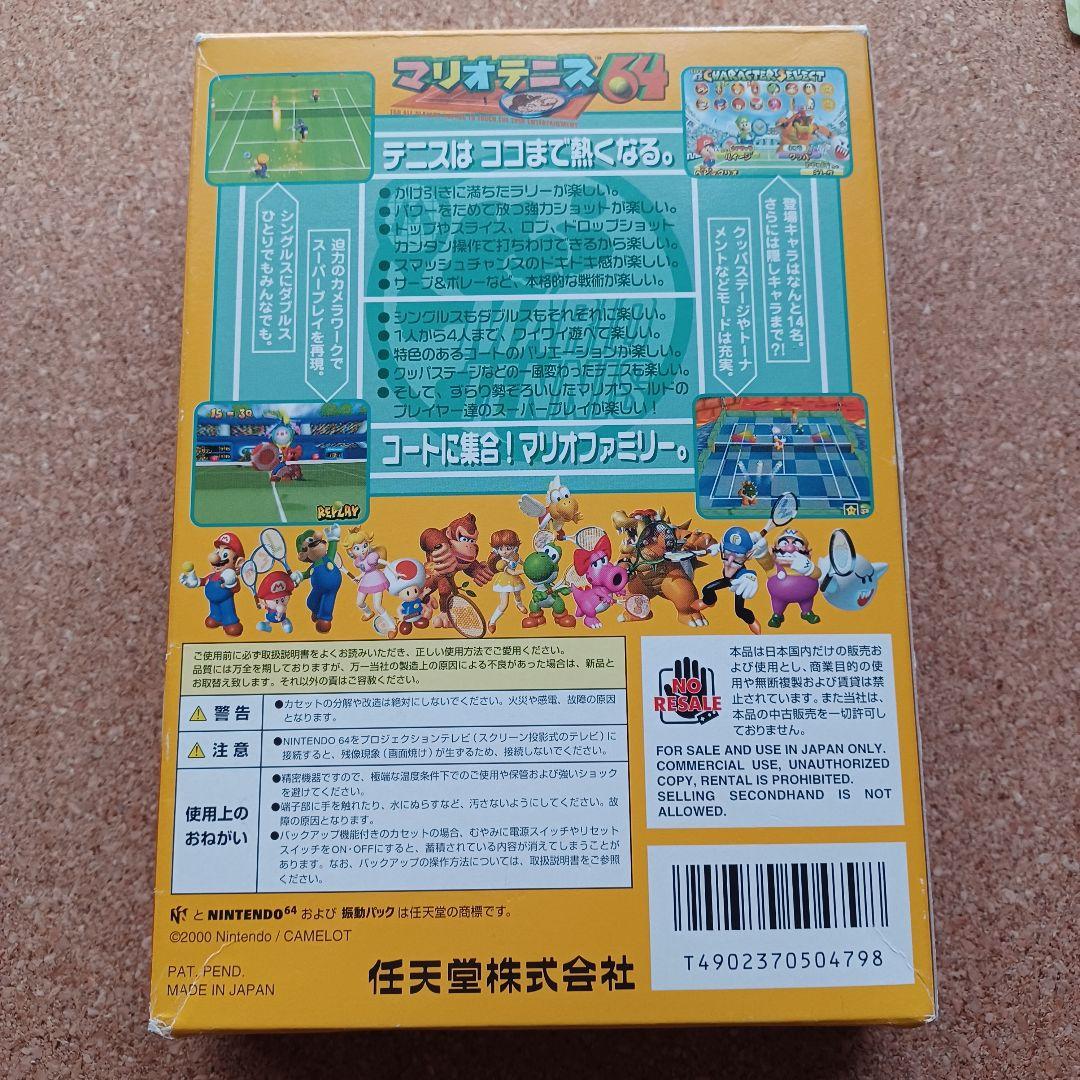 マリオテニス64
CHARACTER SELECT
テニスは ココまで熱くなる。
●かけ引きに満ちたラリーが楽しい。
●パワーをためて放つ強力ショットが楽しい。
●トップやスライス、ロブ、ドロップショット
カンタン操作で打ちわけできるから楽しい。
●スマッシュチャンスのドキドキ感が楽しい。
●サーブ&ボレーなど、本格的な戦術が楽しい。
●シングルスもダブルスもそれぞれに楽しい。
●1人から4人まで、ワイワイ遊べて楽しい。
●特色のあるコートのバリエーションが楽しい。
●クッパステージなどの一風変わったテニスも楽しい。
●そして、ずらり勢ぞろいしたマリオワールドの
プレイヤー達のスーパープレイが楽しい!
コートに集合!マリオファミリー。
シングルスにダブルス
ひとりでもみんなでも。
迫力のカメラワークで
スーパープレイを再現。
登場キャラはなんと14名。
さらには隠しキャラまで?!
クッパステージやトーナ
メントなどモードは充実。
ルイージ
クッパ
15-30
REPLAY
ご使用前に必ず取扱説明書をよくお読みいただき、正しい使用方法でご愛用ください。
品質には万全を期しておりますが、万一当社の製造上の原因による不良があった場合は、新品と
お取替え致します。それ以外の責はご容赦ください。
警告
●カセットの分解や改造は絶対にしないでください。火災や感電、故障の原因
となります。
注意
●NINTENDO 64をプロジェクションテレビ(スクリーン投影式のテレビ)に
接続すると、残像現象(画面焼け)が生ずるため、接続しないでください。
使用上の
おねがい
●精密機器ですので、極端な温度条件下でのご使用や保管および強いショック
を避けてください。
●端子部に手を触れたり、水にぬらすなど、汚さないようにしてください。故
障の原因となります。
●バックアップ機能付きのカセットの場合、むやみに電源スイッチやリセット
スイッチをON・OFFにすると、蓄積されている内容が消えてしまうことが
あります。なお、バックアップの操作方法については、取扱説明書をご参照
ください。
NO
RESALE
本品は日本国内だけの販売お
よび使用とし、商業目的の使
用や無断複製および賃貸は禁
止されています。また当社は、
本品の中古販売を一切許可し
ておりません。
FOR SALE AND USE IN JAPAN ONLY.
COMMERCIAL USE, UNAUTHORIZED
COPY, RENTAL IS PROHIBITED.
SELLING SECONDHAND IS NOT
ALLOWED.
と NINTENDO64 および 振動パック は任天堂の商標です。
©2000 Nintendo / CAMELOT
PAT. PEND.
MADE IN JAPAN
任天堂株式会社
T4902370504798